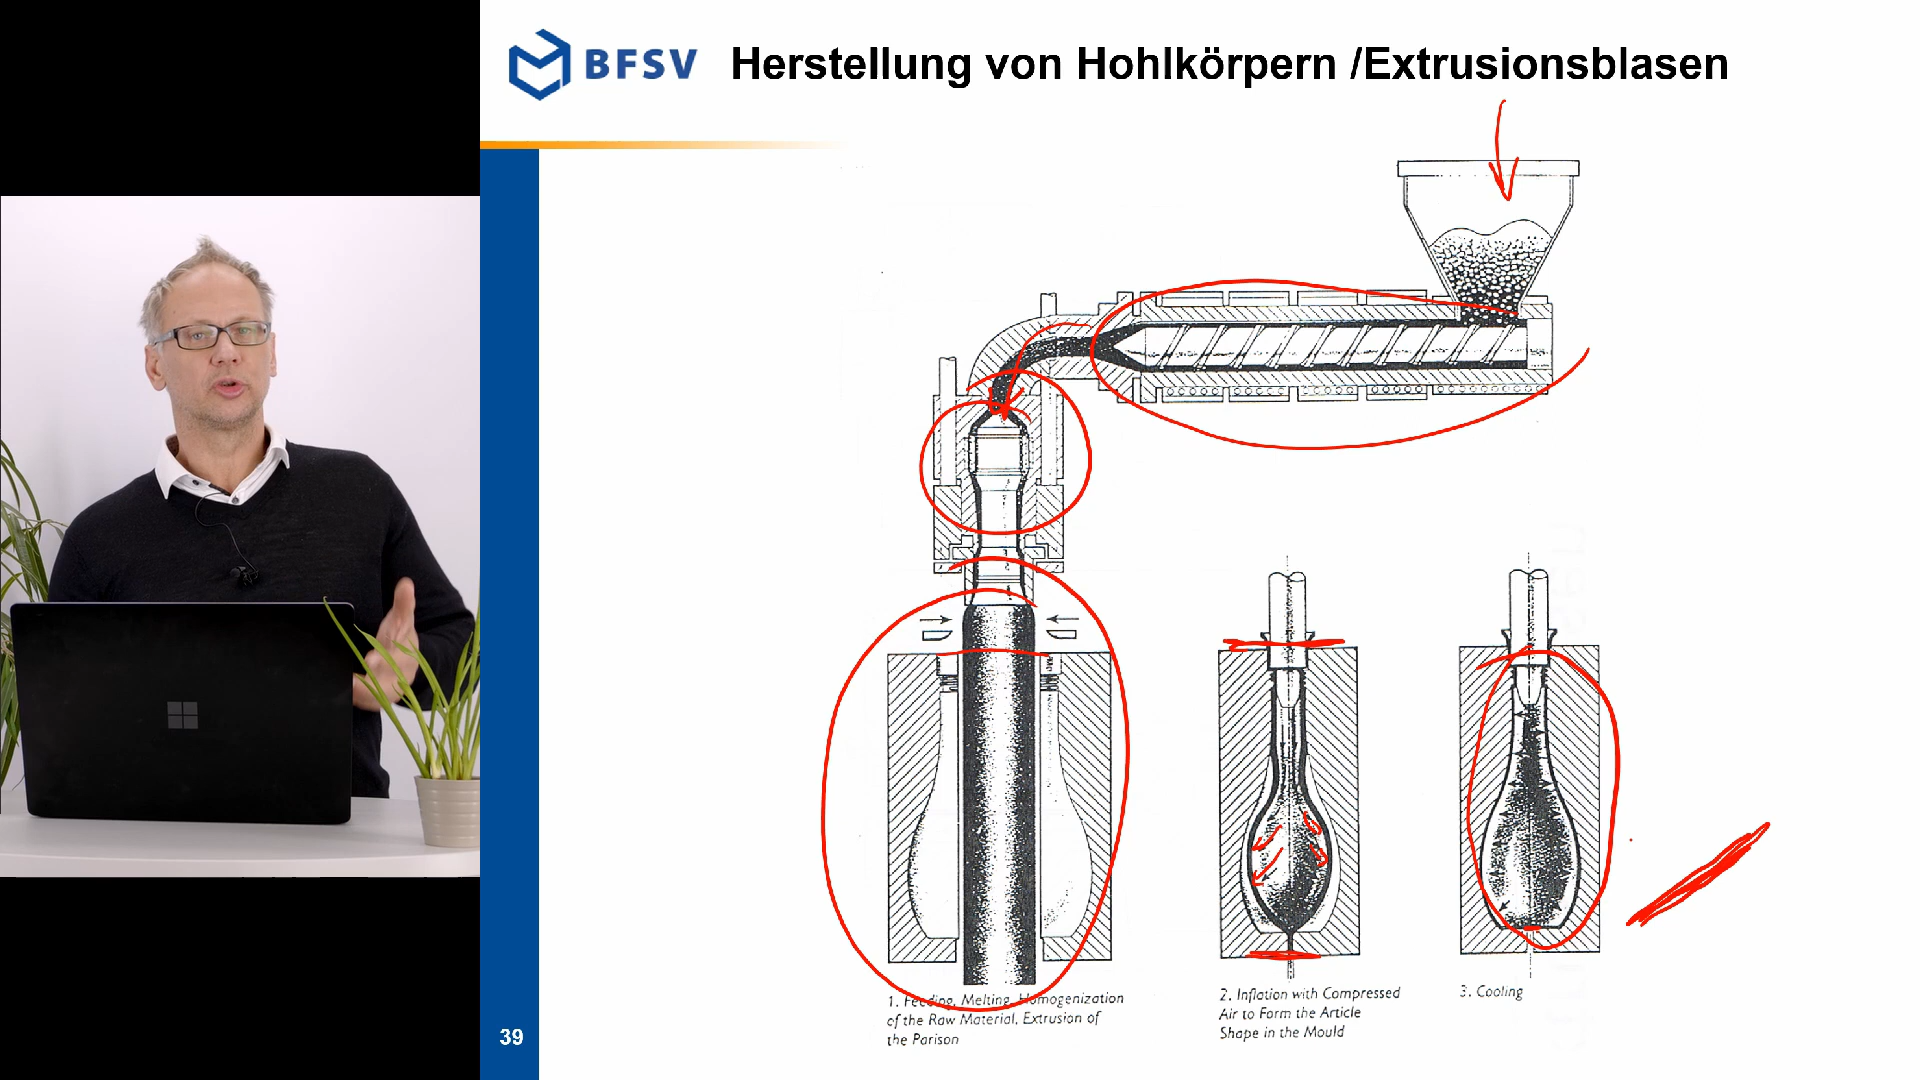 BFSV
Herstellung von Hohlkörpern /Extrusionsblasen
1. Feeding, Melting, Homogenization
of the Raw Material, Extrusion of
the Parison
2. Inflation with Compressed
Air to Form the Article
Shape in the Mould
3. Cooling
39